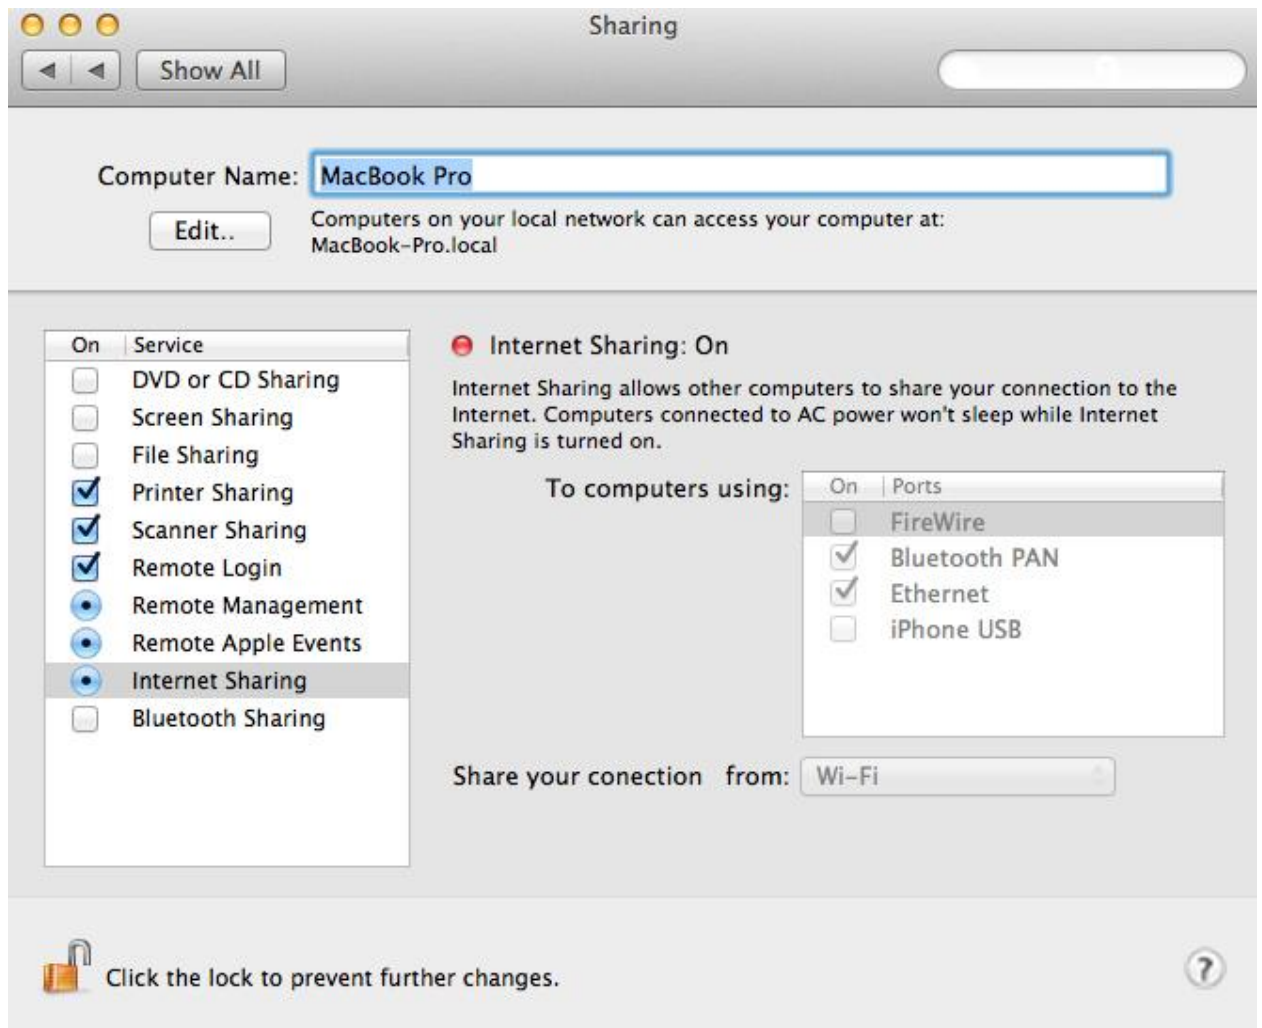 Sharing
Show All
Computer Name: MacBook Pro
Edit..
Computers on your local network can access your computer at:
MacBook-Pro.local
On Service
DVD or CD Sharing
Screen Sharing
File Sharing
Printer Sharing
Scanner Sharing
Remote Login
Remote Management
Remote Apple Events
Internet Sharing
Bluetooth Sharing
Internet Sharing: On
Internet Sharing allows other computers to share your connection to the
Internet. Computers connected to AC power won't sleep while Internet
Sharing is turned on.
To computers using:
On Ports
FireWire
Bluetooth PAN
Ethernet
iPhone USB
Share your conection from: Wi-Fi
Click the lock to prevent further changes.
?